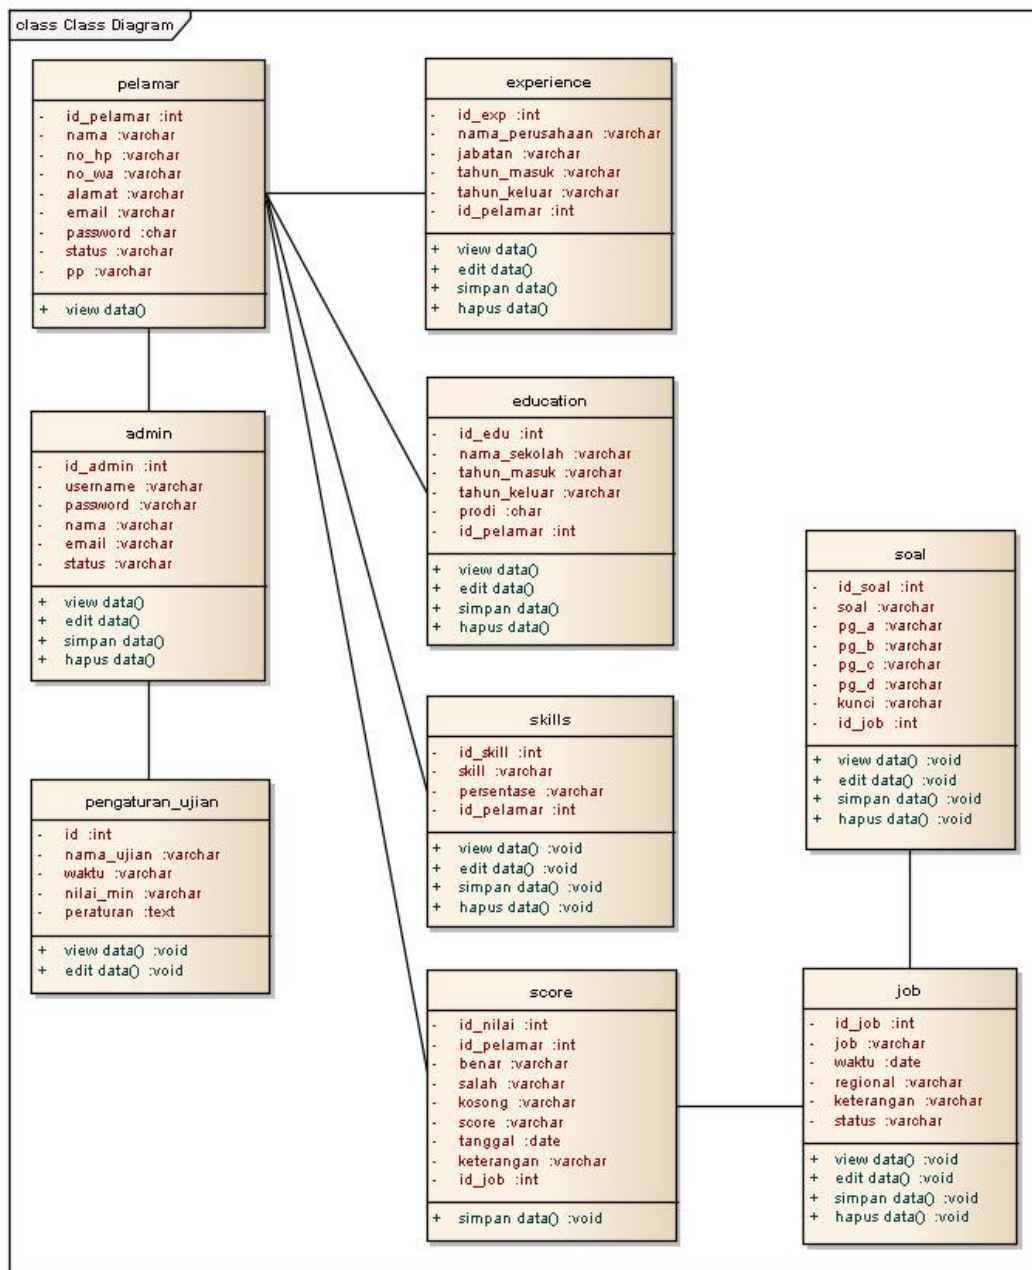 class Class Diagram
pelamar
- id_pelamar :int
- nama :varchar
- no_hp :varchar
- no_wa :varchar
- alamat :varchar
- email :varchar
- password :char
- status :varchar
- pp :varchar
+ view data()
experience
- id_exp :int
- nama_perusahaan :varchar
- jabatan :varchar
- tahun_masuk :varchar
- tahun_keluar :varchar
- id_pelamar :int
+ view data()
+ edit data()
+ simpan data()
+ hapus data()
admin
- id_admin :int
- username :varchar
- password :varchar
- nama :varchar
- email :varchar
- status :varchar
+ view data()
+ edit data()
+ simpan data()
+ hapus data()
education
- id_edu :int
- nama_sekolah :varchar
- tahun_masuk :varchar
- tahun_keluar :varchar
- prodi :char
- id_pelamar :int
+ view data()
+ edit data()
+ simpan data()
+ hapus data()
soal
- id_soal :int
- soal :varchar
- pg_a :varchar
- pg_b :varchar
- pg_c :varchar
- pg_d :varchar
- kunci :varchar
- id_job :int
+ view data() :void
+ edit data() :void
+ simpan data() :void
+ hapus data() :void
pengaturan_ujian
- id :int
- nama_ujian :varchar
- waktu :varchar
- nilai_min :varchar
- peraturan :text
+ view data() :void
+ edit data() :void
skills
- id_skill :int
- skill :varchar
- persentase :varchar
- id_pelamar :int
+ view data() :void
+ edit data() :void
+ simpan data() :void
+ hapus data() :void
score
- id_nilai :int
- id_pelamar :int
- benar :varchar
- salah :varchar
- kosong :varchar
- score :varchar
- tanggal :date
- keterangan :varchar
- id_job :int
+ simpan data() :void
job
- id_job :int
- job :varchar
- waktu :date
- regional :varchar
- keterangan :varchar
- status :varchar
+ view data() :void
+ edit data() :void
+ simpan data() :void
+ hapus data() :void